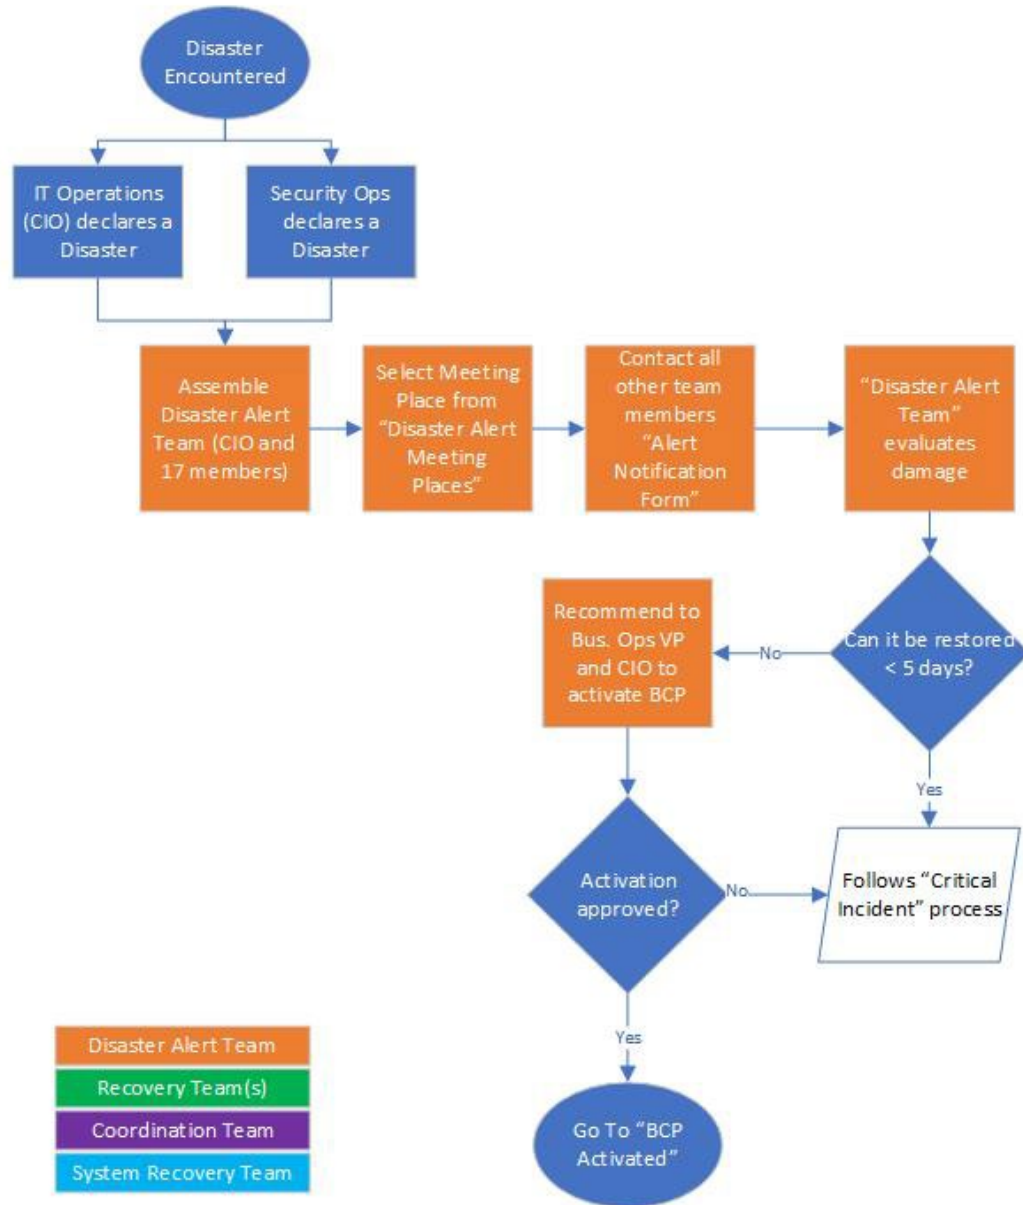 Disaster
Encountered
IT Operations
(CIO) declares a
Disaster
Security Ops
declares a
Disaster
Assemble
Disaster Alert
Team (CIO and
17 members)
Select Meeting
Place from
“Disaster Alert
Meeting
Places”
Contact all
other team
members
“Alert
Notification
Form”
“Disaster Alert
Team”
evaluates
damage
Can it be restored
< 5 days?
No
Recommend to
Bus. Ops VP
and CIO to
activate BCP
Yes
Activation
approved?
No
Follows “Critical
Incident” process
Yes
Go To “BCP
Activated”
Disaster Alert Team
Recovery Team(s)
Coordination Team
System Recovery Team